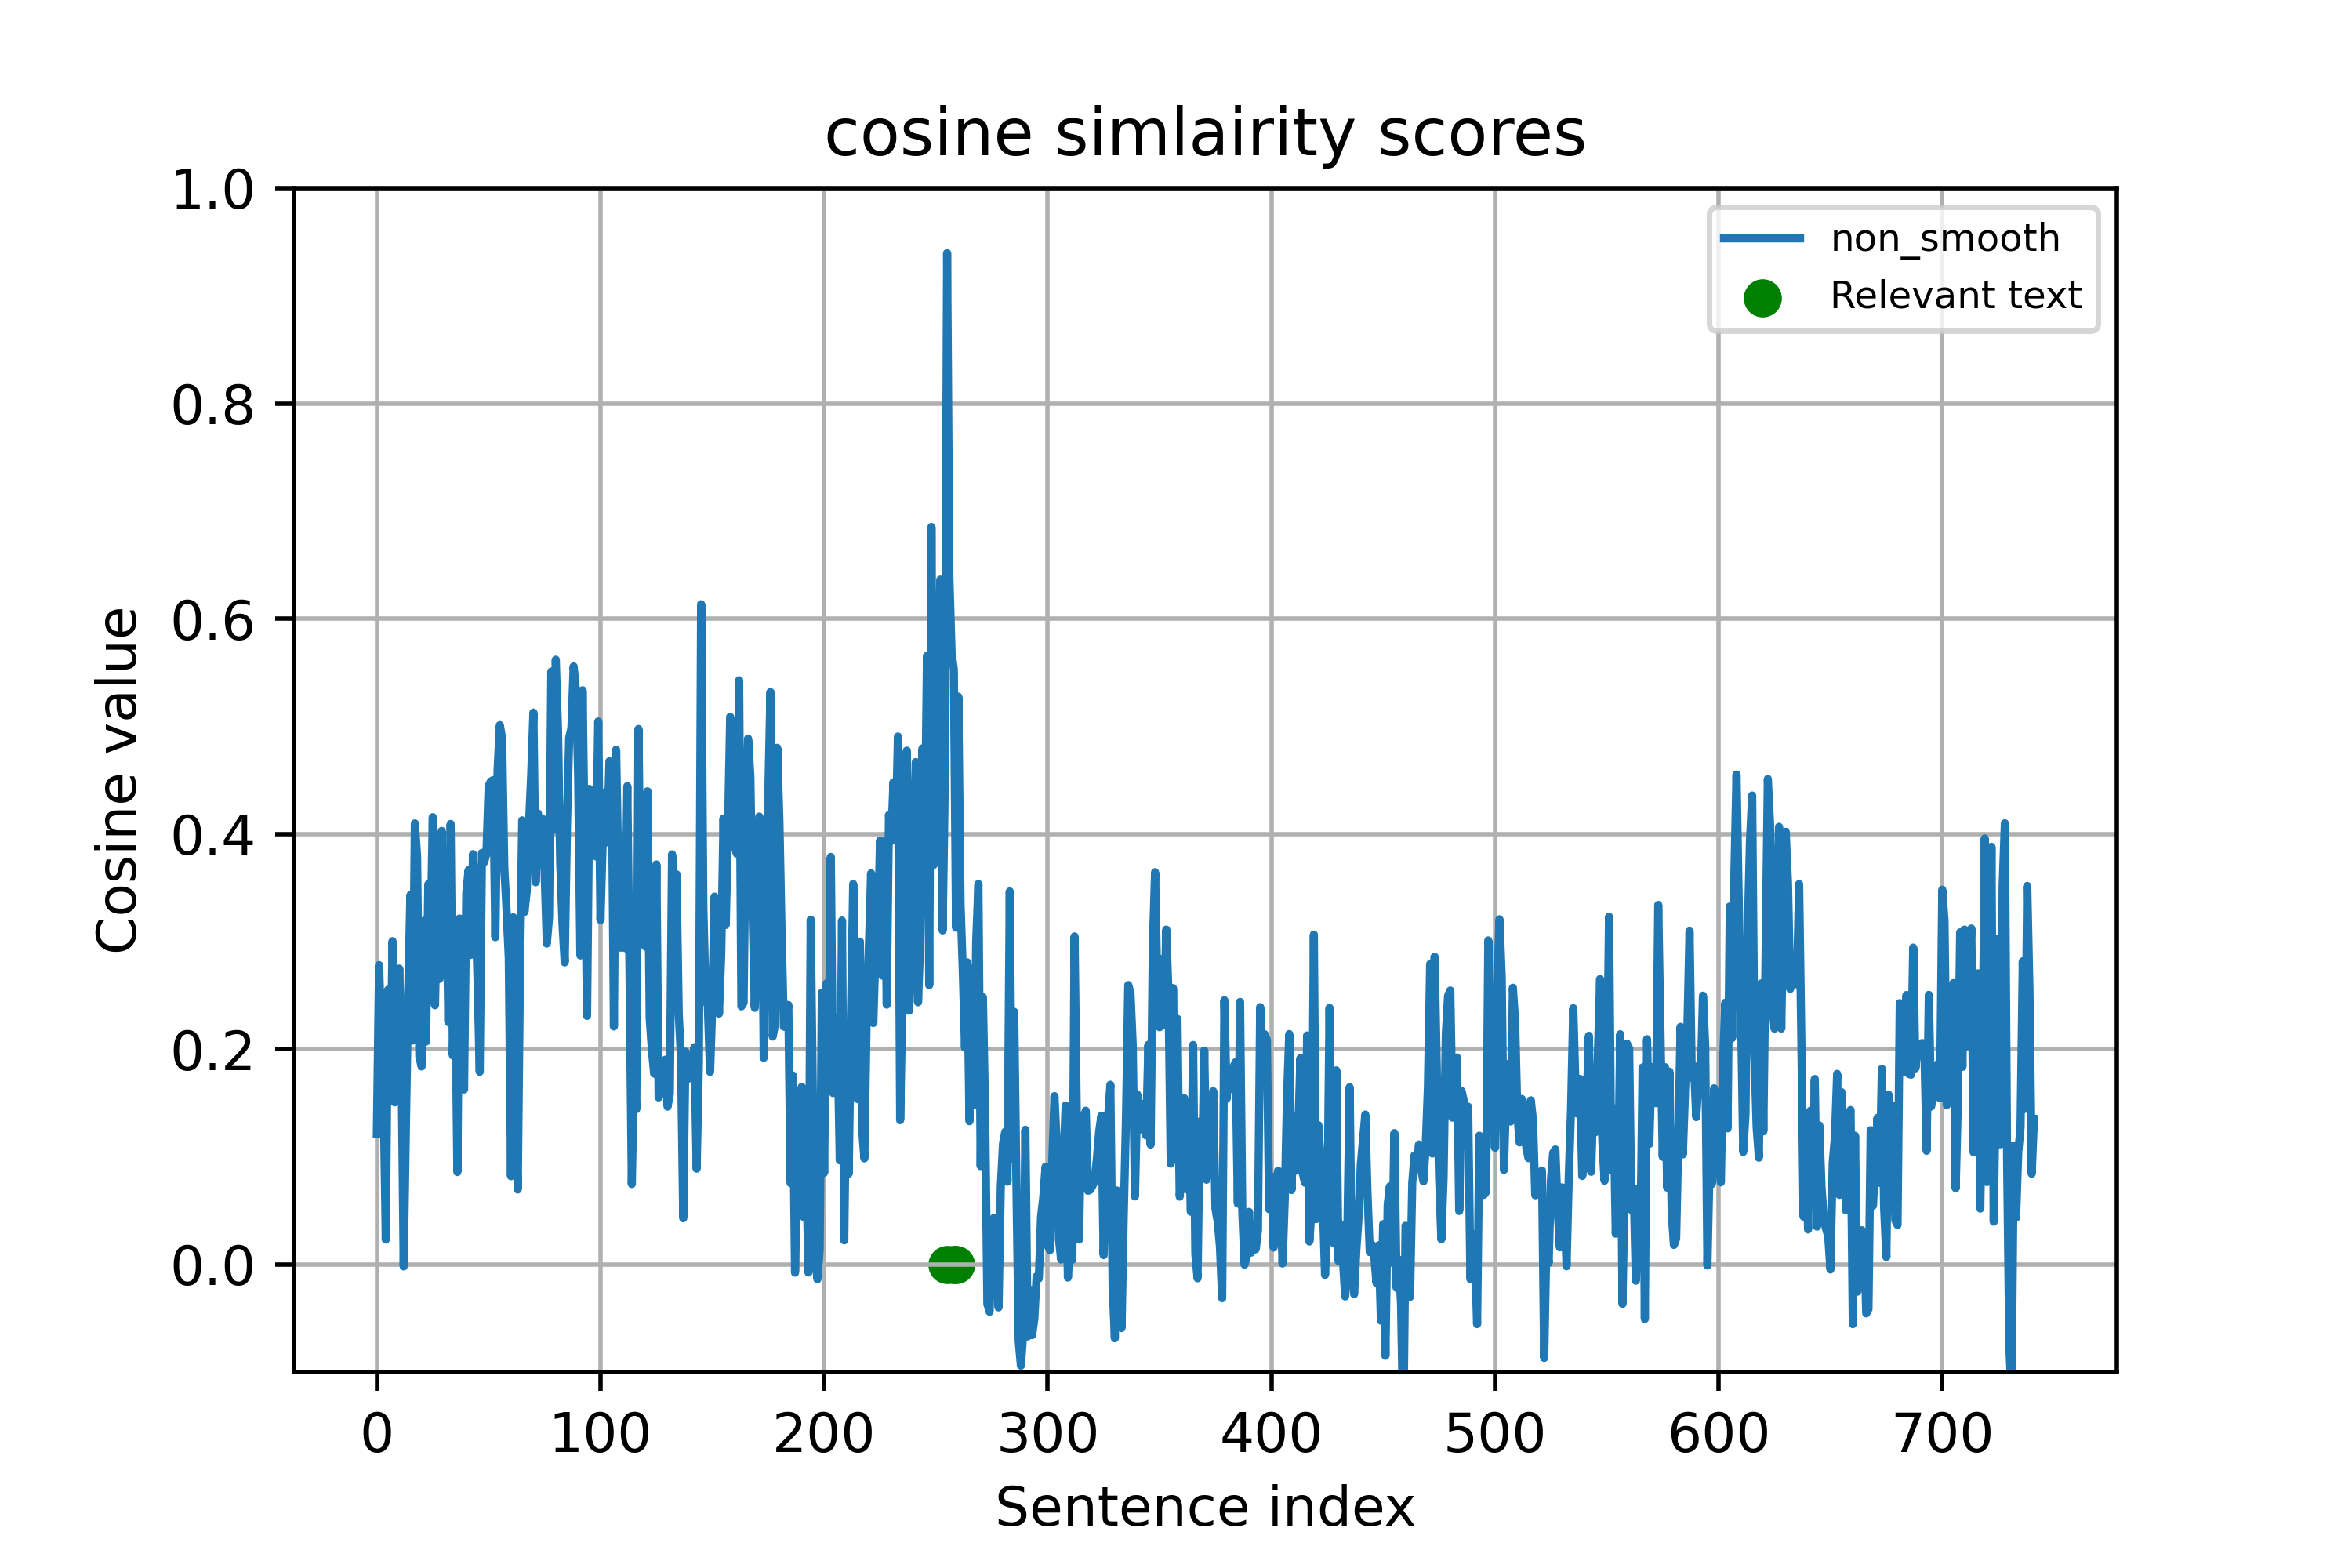 cosine simlairity scores
1.0
0.8
0.6
0.4
0.2
0.0
Cosine value
non_smooth
Relevant text
0 100 200 300 400 500 600 700
Sentence index